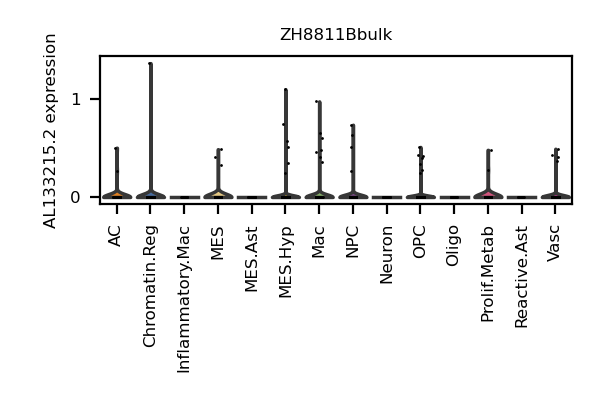 ZH8811Bbulk
AL133215.2 expression
1
0
AC
Chromatin.Reg
Inflammatory.Mac
MES
MES.Ast
MES.Hyp
Mac
NPC
Neuron
OPC
Oligo
Prolif.Metab
Reactive.Ast
Vasc